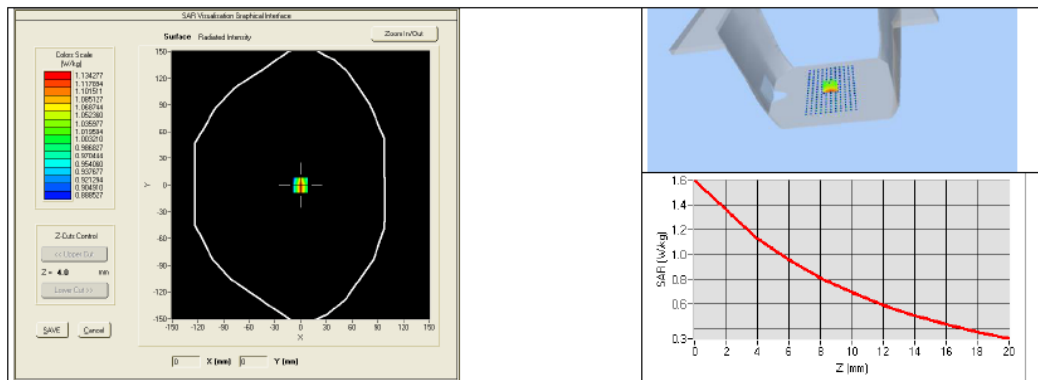 SAR Visualisation Graphical Interface
Surface Radiated Intensity
Zoom In/Out
Colors Scale
(W/kg)
1.134277
1.117894
1.101511
1.085127
1.068744
1.052360
1.035977
1.019594
1.003210
0.986827
0.970444
0.954060
0.937677
0.921294
0.904910
0.888527
Z-Cuts Control
<< Upper Cut
Z = 4.0 mm
Lower Cut >>
SAVE Cancel
150
120
90
60
30
0
-30
-60
-90
-120
-150
Y
-150 -120 -90 -60 -30 0 30 60 90 120 150
X
0 X (mm) 0 Y (mm)
1.6
1.4
1.2
1.0
0.8
0.6
0.3
SAR (W/kg)
0 2 4 6 8 10 12 14 16 18 20
Z (mm)